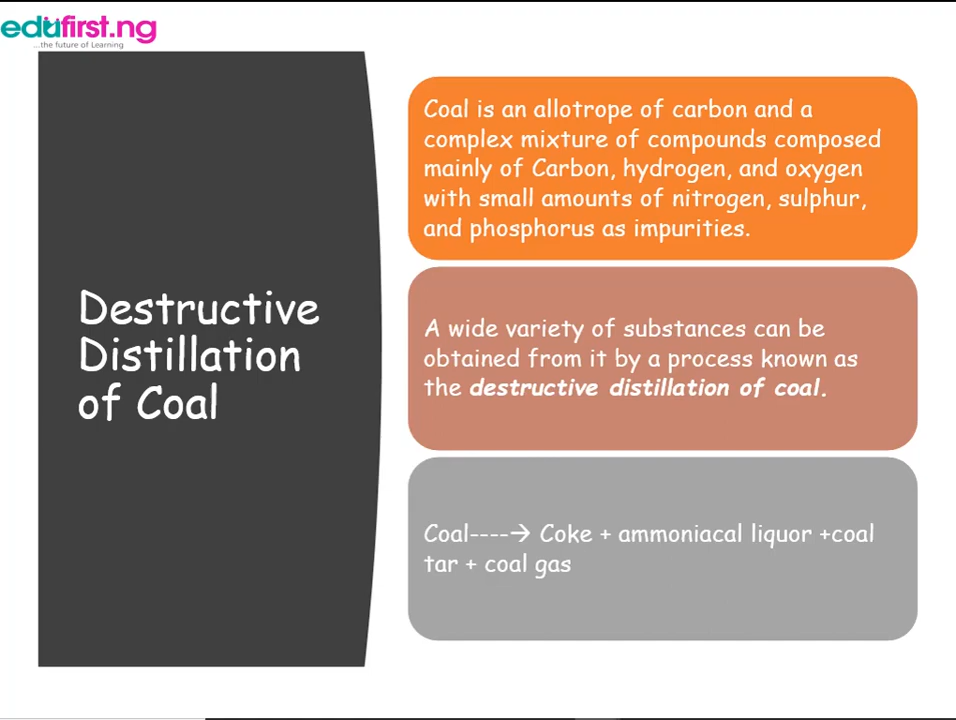 edufirst.ng
...the future of Learning
Destructive
Distillation
of Coal
Coal is an allotrope of carbon and a
complex mixture of compounds composed
mainly of Carbon, hydrogen, and oxygen
with small amounts of nitrogen, sulphur,
and phosphorus as impurities.
A wide variety of substances can be
obtained from it by a process known as
the destructive distillation of coal.
Coal----→ Coke + ammoniacal liquor +coal
tar + coal gas